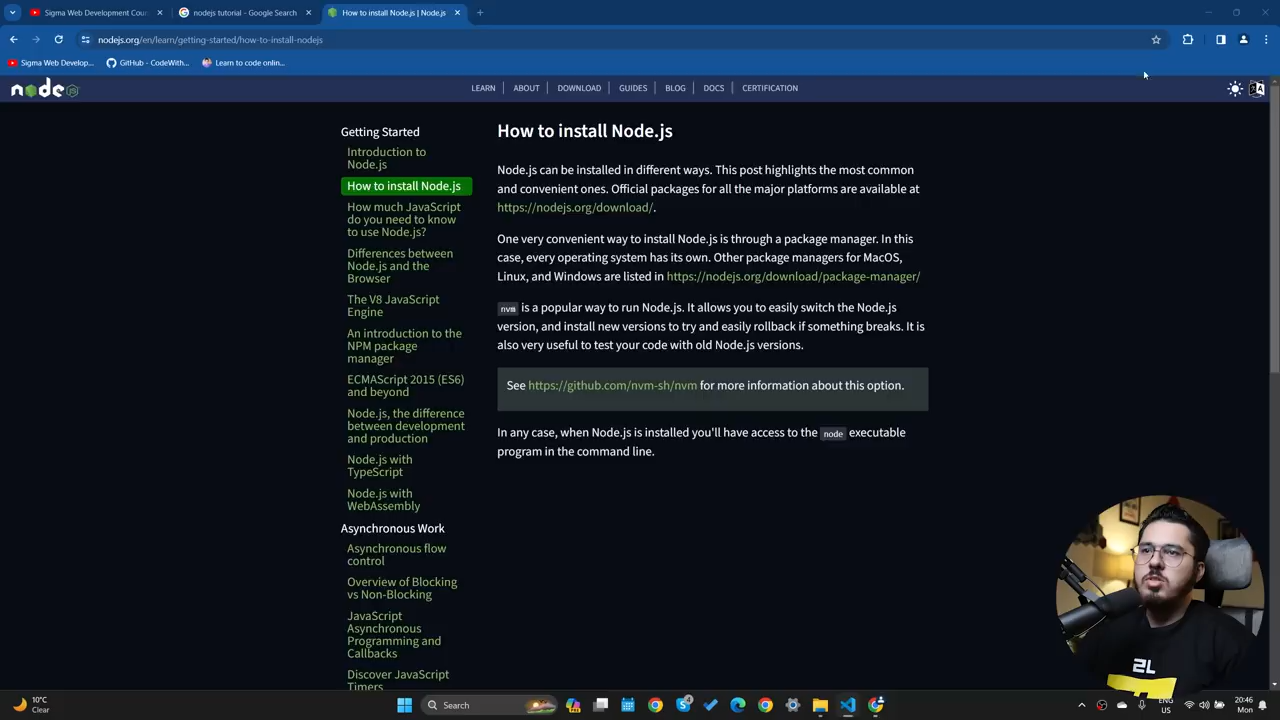 Sigma Web Development Cour
nodejs tutorial - Google Search
How to install Node.js | Node.js
nodejs.org/en/learn/getting-started/how-to-install-nodejs
Sigma Web Develop...
GitHub - CodeWith...
Learn to code onlin...
node JS
LEARN
ABOUT
DOWNLOAD
GUIDES
BLOG
DOCS
CERTIFICATION
Getting Started
Introduction to
Node.js
How to install Node.js
How much JavaScript
do you need to know
to use Node.js?
Differences between
Node.js and the
Browser
The V8 JavaScript
Engine
An introduction to the
NPM package
manager
ECMAScript 2015 (ES6)
and beyond
Node.js, the difference
between development
and production
Node.js with
TypeScript
Node.js with
WebAssembly
Asynchronous Work
Asynchronous flow
control
Overview of Blocking
vs Non-Blocking
JavaScript
Asynchronous
Programming and
Callbacks
Discover JavaScript
Timers
How to install Node.js
Node.js can be installed in different ways. This post highlights the most common
and convenient ones. Official packages for all the major platforms are available at
https://nodejs.org/download/.
One very convenient way to install Node.js is through a package manager. In this
case, every operating system has its own. Other package managers for MacOS,
Linux, and Windows are listed in https://nodejs.org/download/package-manager/
nvm is a popular way to run Node.js. It allows you to easily switch the Node.js
version, and install new versions to try and easily rollback if something breaks. It is
also very useful to test your code with old Node.js versions.
See https://github.com/nvm-sh/nvm for more information about this option.
In any case, when Node.js is installed you'll have access to the node executable
program in the command line.
10°C
Clear
Search
ENG
US
20:46
Mon